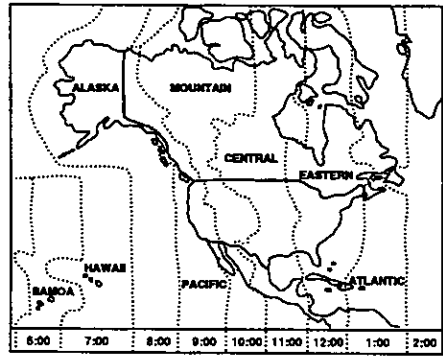 ALASKA
MOUNTAIN
CENTRAL
EASTERN
HAWAII
SAMOA
PACIFIC
ATLANTIC
6:00 7:00 8:00 9:00 10:00 11:00 12:00 1:00 2:00